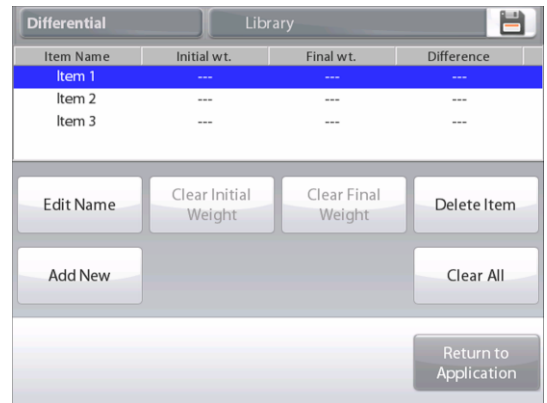 Differential Library
Item Name Initial wt. Final wt. Difference
Item 1 --- --- ---
Item 2 --- --- ---
Item 3 --- --- ---
Edit Name
Clear Initial
Weight
Clear Final
Weight
Delete Item
Add New
Clear All
Return to
Application